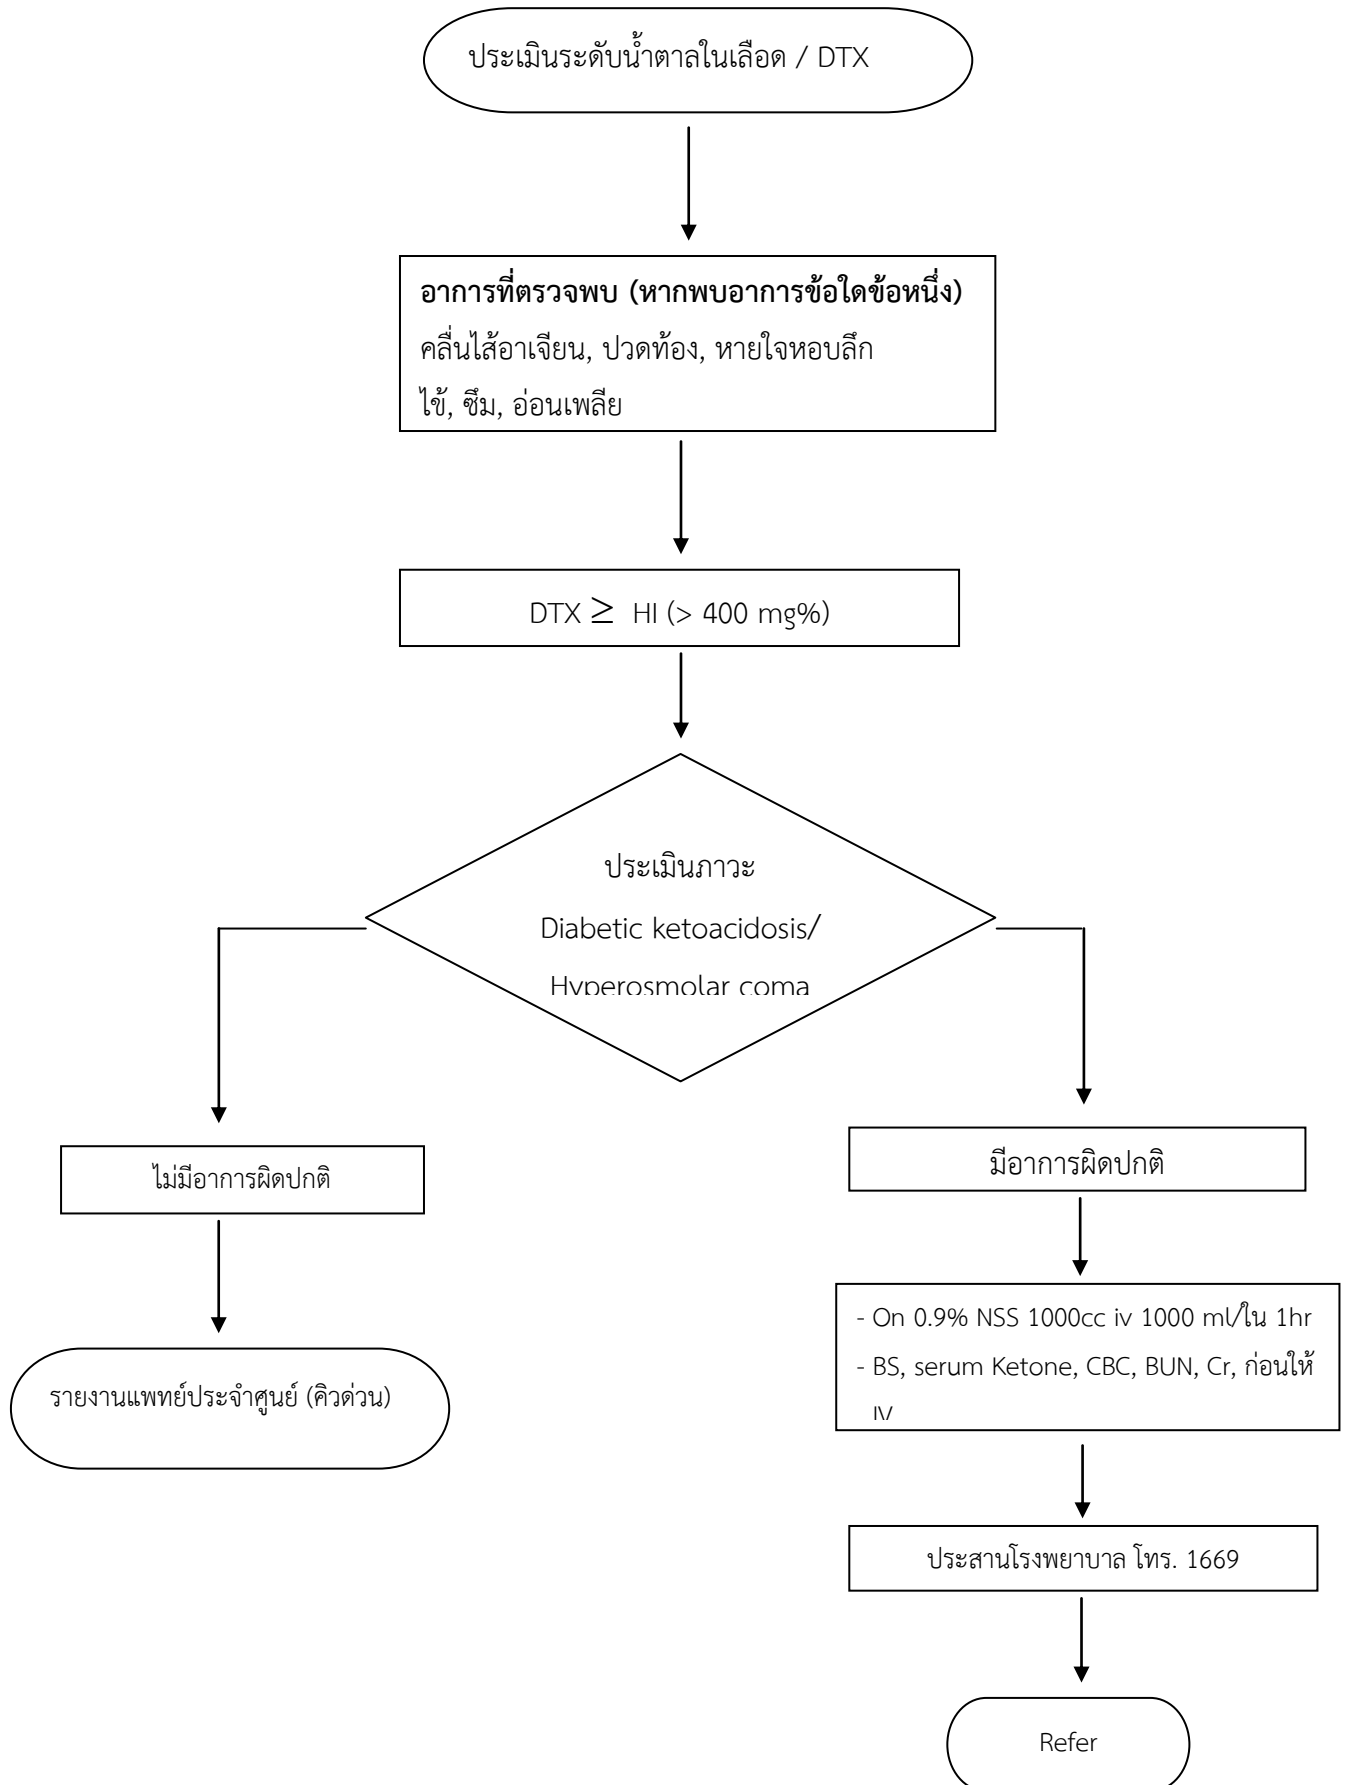 ประเมินระดับน้ำตาลในเลือด / DTX
อาการที่ตรวจพบ (หากพบอาการข้อใดข้อหนึ่ง)
คลื่นไส้อาเจียน, ปวดท้อง, หายใจหอบลึก
ไข้, ซึม, อ่อนเพลีย
DTX ≥ HI (> 400 mg%)
ประเมินภาวะ
Diabetic ketoacidosis/
Hyperosmolar coma
ไม่มีอาการผิดปกติ
รายงานแพทย์ประจำศูนย์ (คิวด่วน)
มีอาการผิดปกติ
- On 0.9% NSS 1000cc iv 1000 ml/ใน 1hr
- BS, serum Ketone, CBC, BUN, Cr, ก่อนให้
IV
ประสานโรงพยาบาล โทร. 1669
Refer